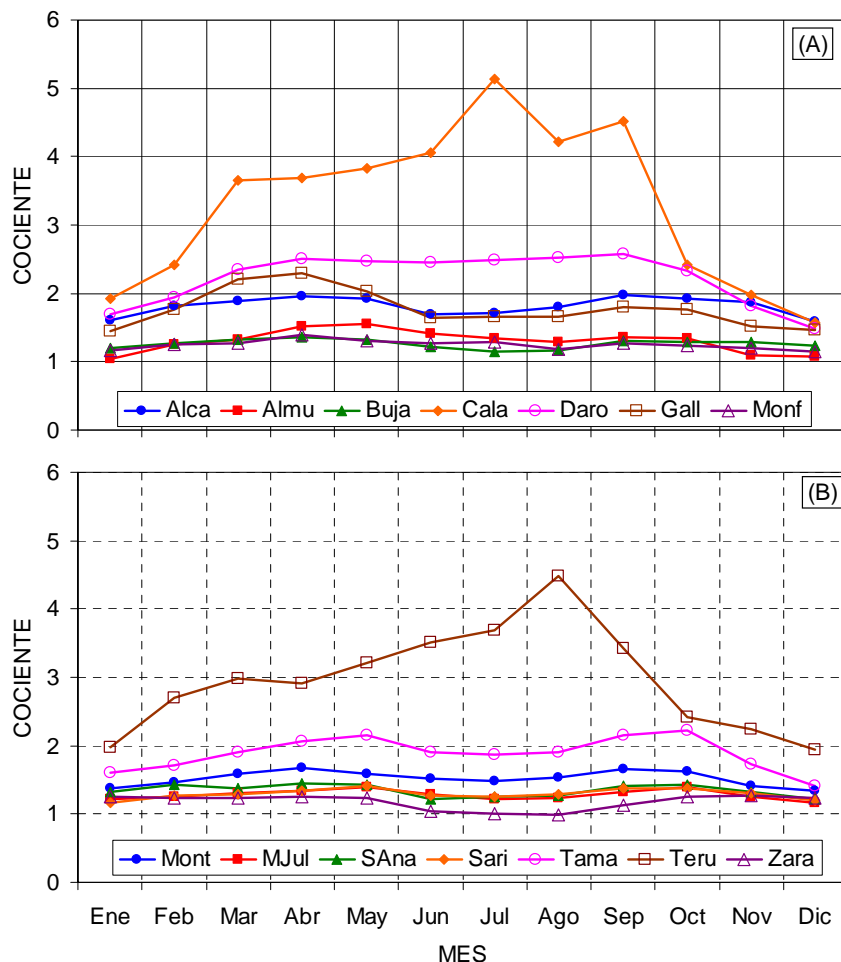 6
(A)
5
4
3
2
1
0
COCIENTE
Alca Almu Buja Cala Daro Gall Monf
6
(B)
5
4
3
2
1
0
COCIENTE
Mont MJul SAna Sari Tama Teru Zara
Ene Feb Mar Abr May Jun Jul Ago Sep Oct Nov Dic
MES